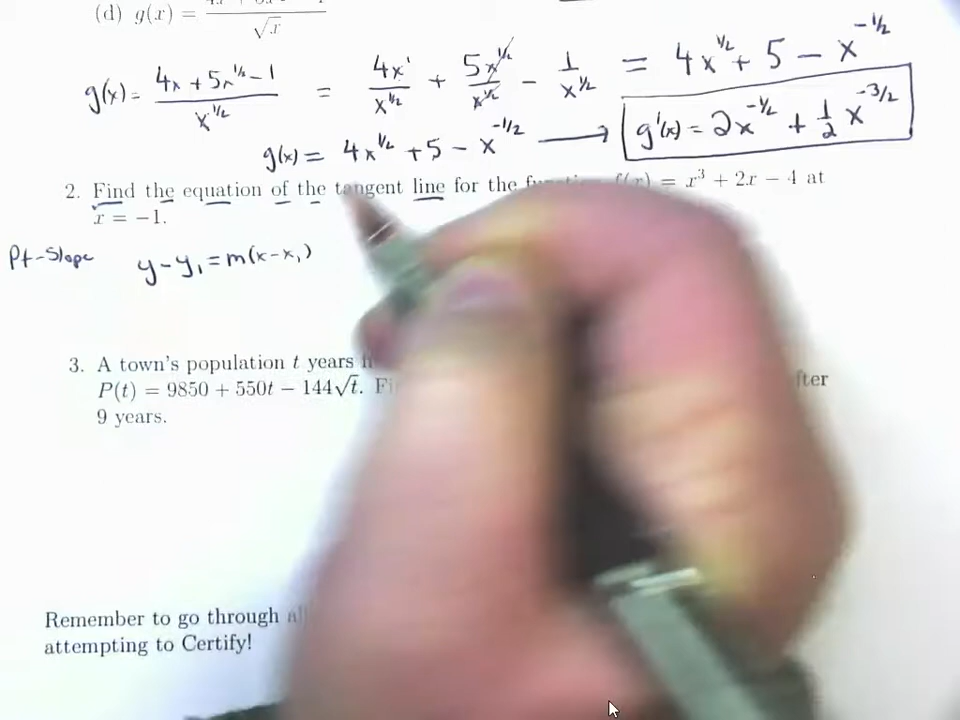 (d) g(x) =
√x
g(x) = (4x + 5x^1/2 - 1)/x^1/2 = 4x^1/x^1/2 + 5x^1/2/x^1/2 - 1/x^1/2 = 4x^1/2 + 5 - x^-1/2
g(x) = 4x^1/2 + 5 - x^-1/2 → g'(x) = 2x^-1/2 + 1/2 x^-3/2
2. Find the equation of the tangent line for the = x³ + 2x − 4 at
x = −1.
Pt-Slope y - y₁ = m(x - x₁)
3. A town's population t years
P(t) = 9850 + 550t − 144√t.
9 years.
Remember to go through
attempting to Certify!